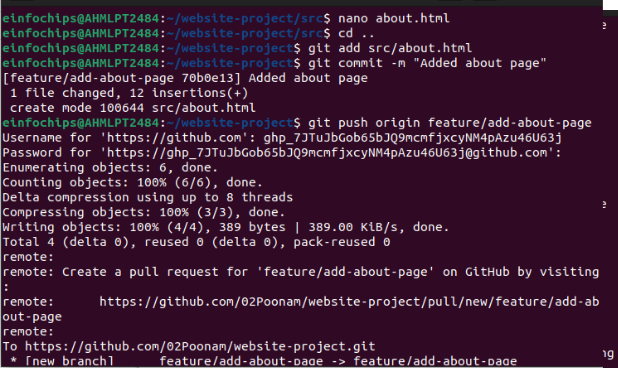 einfochips@AHMLPT2484:~/website-project/src$ nano about.html
einfochips@AHMLPT2484:~/website-project/src$ cd ..
einfochips@AHMLPT2484:~/website-project$ git add src/about.html
einfochips@AHMLPT2484:~/website-project$ git commit -m "Added about page"
[feature/add-about-page 70b0e13] Added about page
1 file changed, 12 insertions(+)
create mode 100644 src/about.html
einfochips@AHMLPT2484:~/website-project$ git push origin feature/add-about-page
Username for 'https://github.com': [redacted: GitHub access token]
Password for 'https://[redacted]@github.com':
Enumerating objects: 6, done.
Counting objects: 100% (6/6), done.
Delta compression using up to 8 threads
Compressing objects: 100% (3/3), done.
Writing objects: 100% (4/4), 389 bytes | 389.00 KiB/s, done.
Total 4 (delta 0), reused 0 (delta 0), pack-reused 0
remote:
remote: Create a pull request for 'feature/add-about-page' on GitHub by visiting
:
remote:      https://github.com/02Poonam/website-project/pull/new/feature/add-ab
out-page
remote:
To https://github.com/02Poonam/website-project.git
* [new branch]      feature/add-about-page -> feature/add-about-page